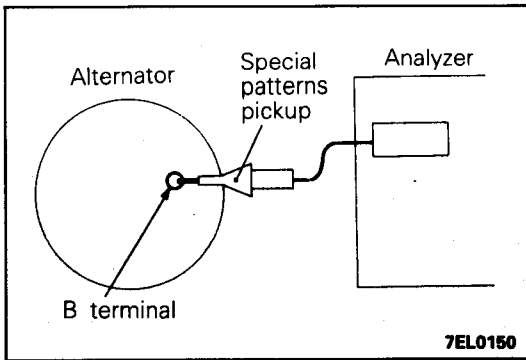 Alternator
Special
patterns
pickup
Analyzer
B terminal
7EL0150